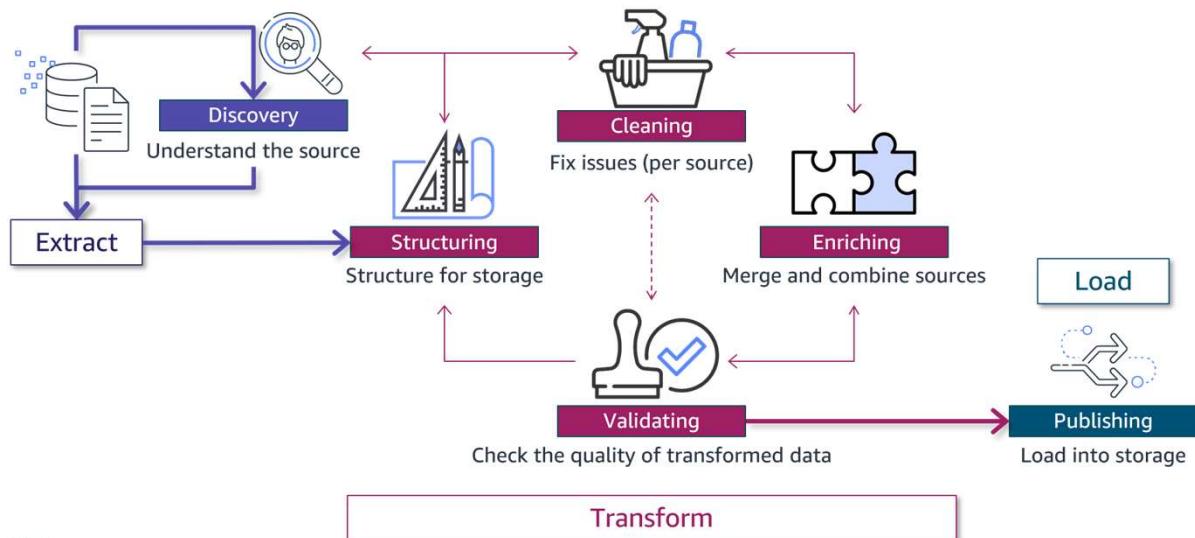 Discovery
Understand the source
Extract
Cleaning
Fix issues (per source)
Structuring
Structure for storage
Enriching
Merge and combine sources
Validating
Check the quality of transformed data
Load
Publishing
Load into storage
Transform